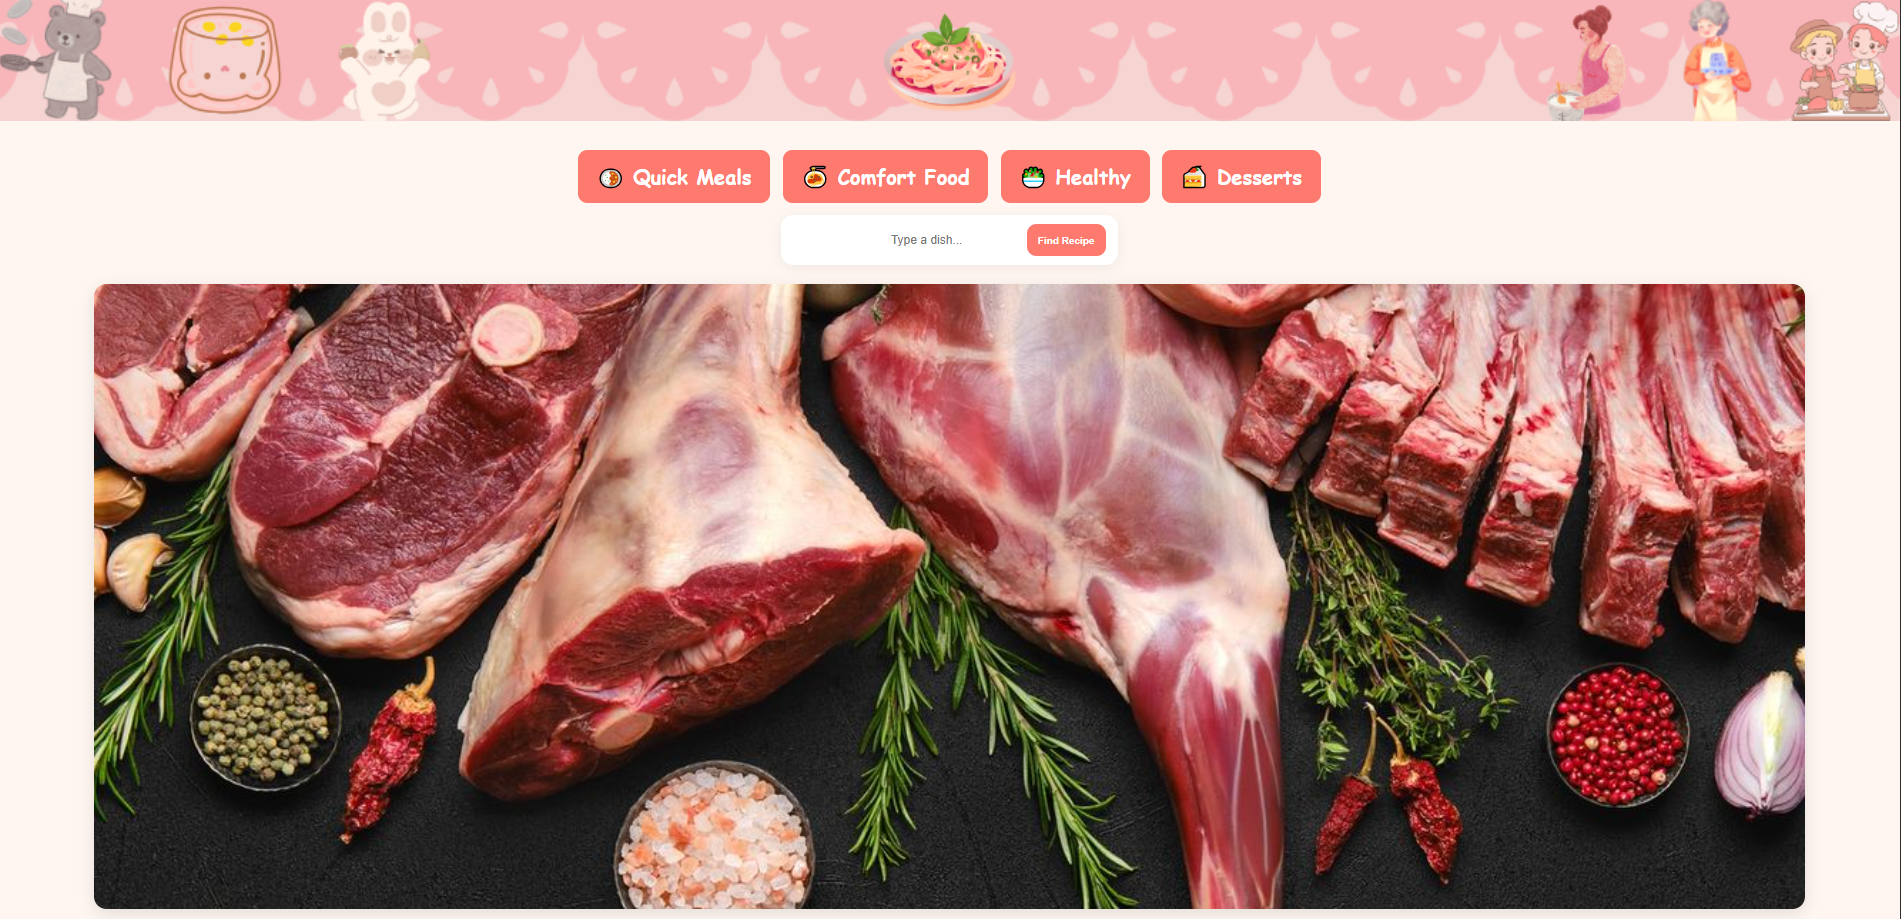 Quick Meals
Comfort Food
Healthy
Desserts
Type a dish...
Find Recipe